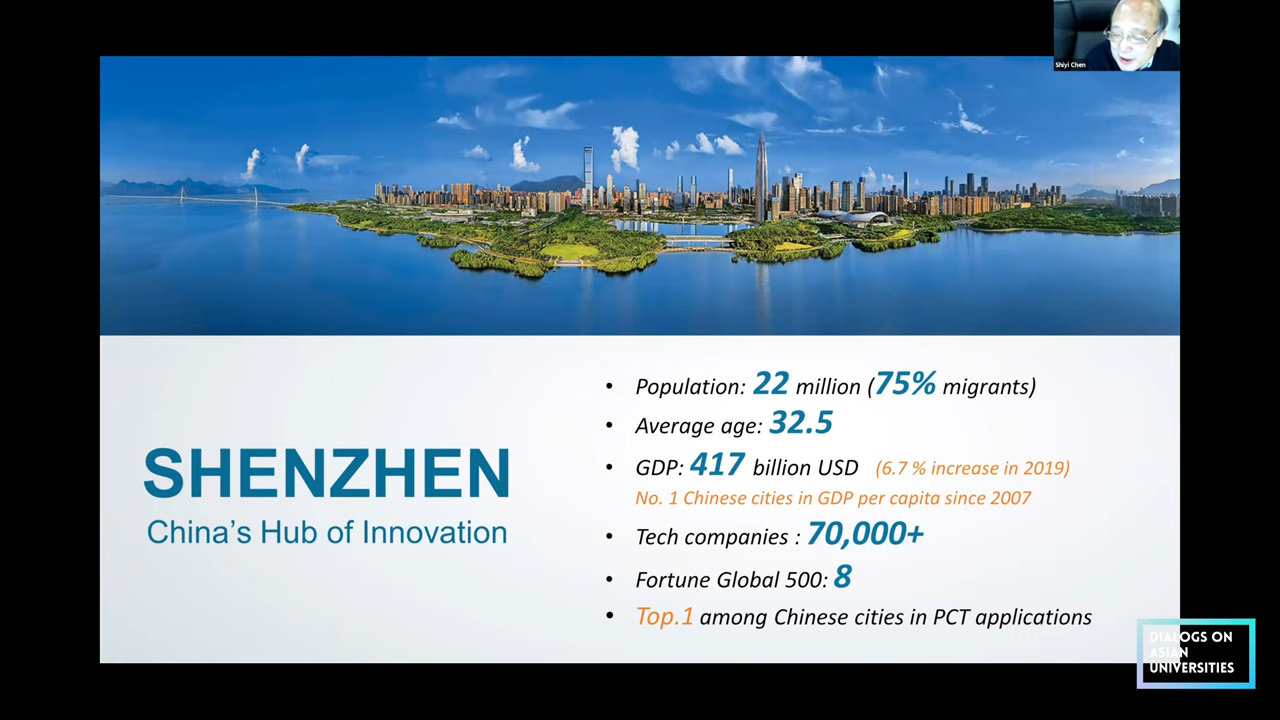 Shiyi Chen
SHENZHEN
China's Hub of Innovation
• Population: 22 million (75% migrants)
• Average age: 32.5
• GDP: 417 billion USD (6.7 % increase in 2019)
No. 1 Chinese cities in GDP per capita since 2007
• Tech companies : 70,000+
• Fortune Global 500: 8
• Top.1 among Chinese cities in PCT applications
DIALOGS ON
ASIAN
UNIVERSITIES